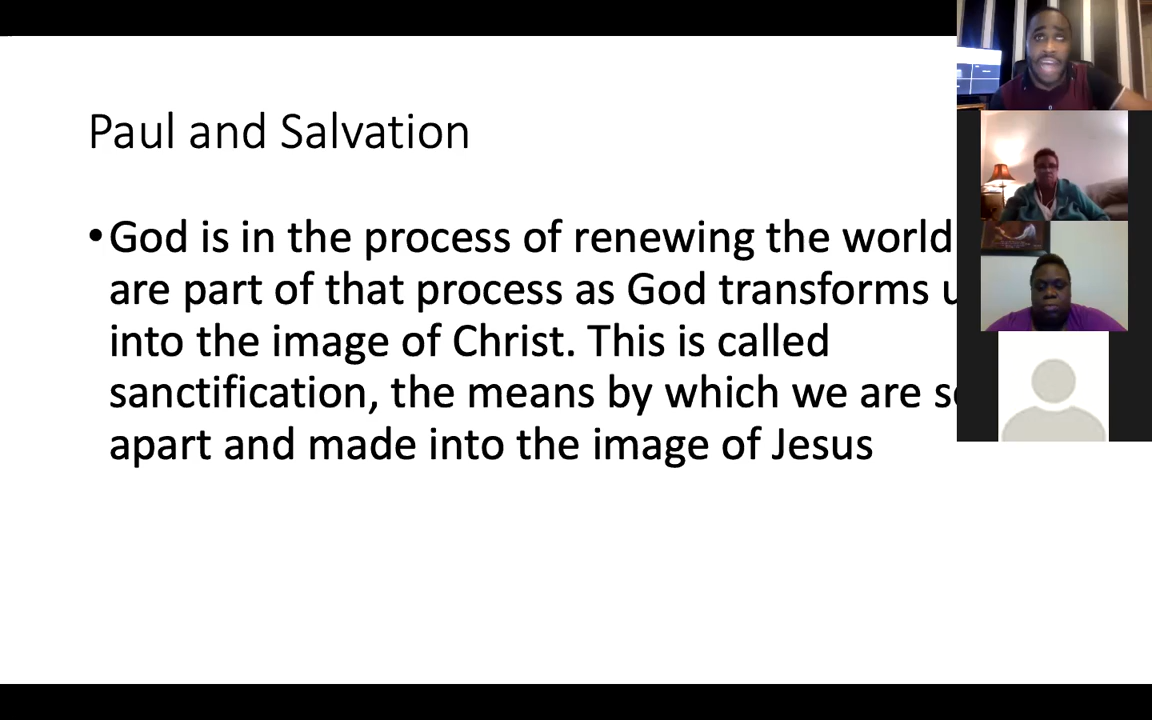 Paul and Salvation
•God is in the process of renewing the world
are part of that process as God transforms
into the image of Christ. This is called
sanctification, the means by which we are
apart and made into the image of Jesus